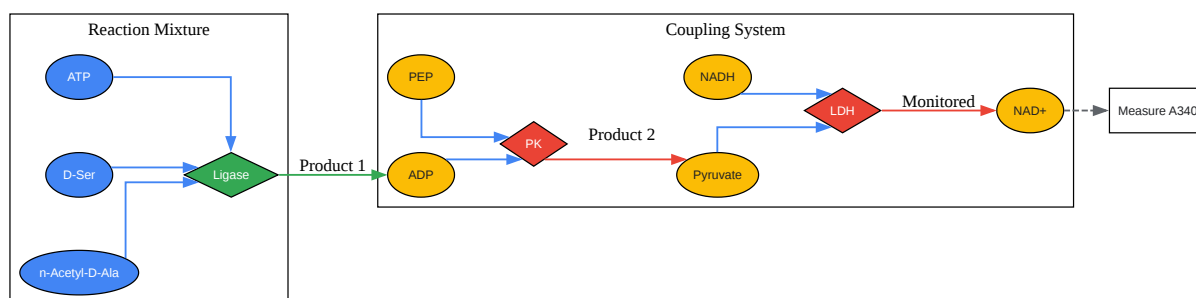 Reaction Mixture
Coupling System
ATP
PEP
NADH
LDH
Monitored
NAD+
Measure A340
PK
Product 2
D-Ser
Ligase
Product 1
ADP
Pyruvate
n-Acetyl-D-Ala